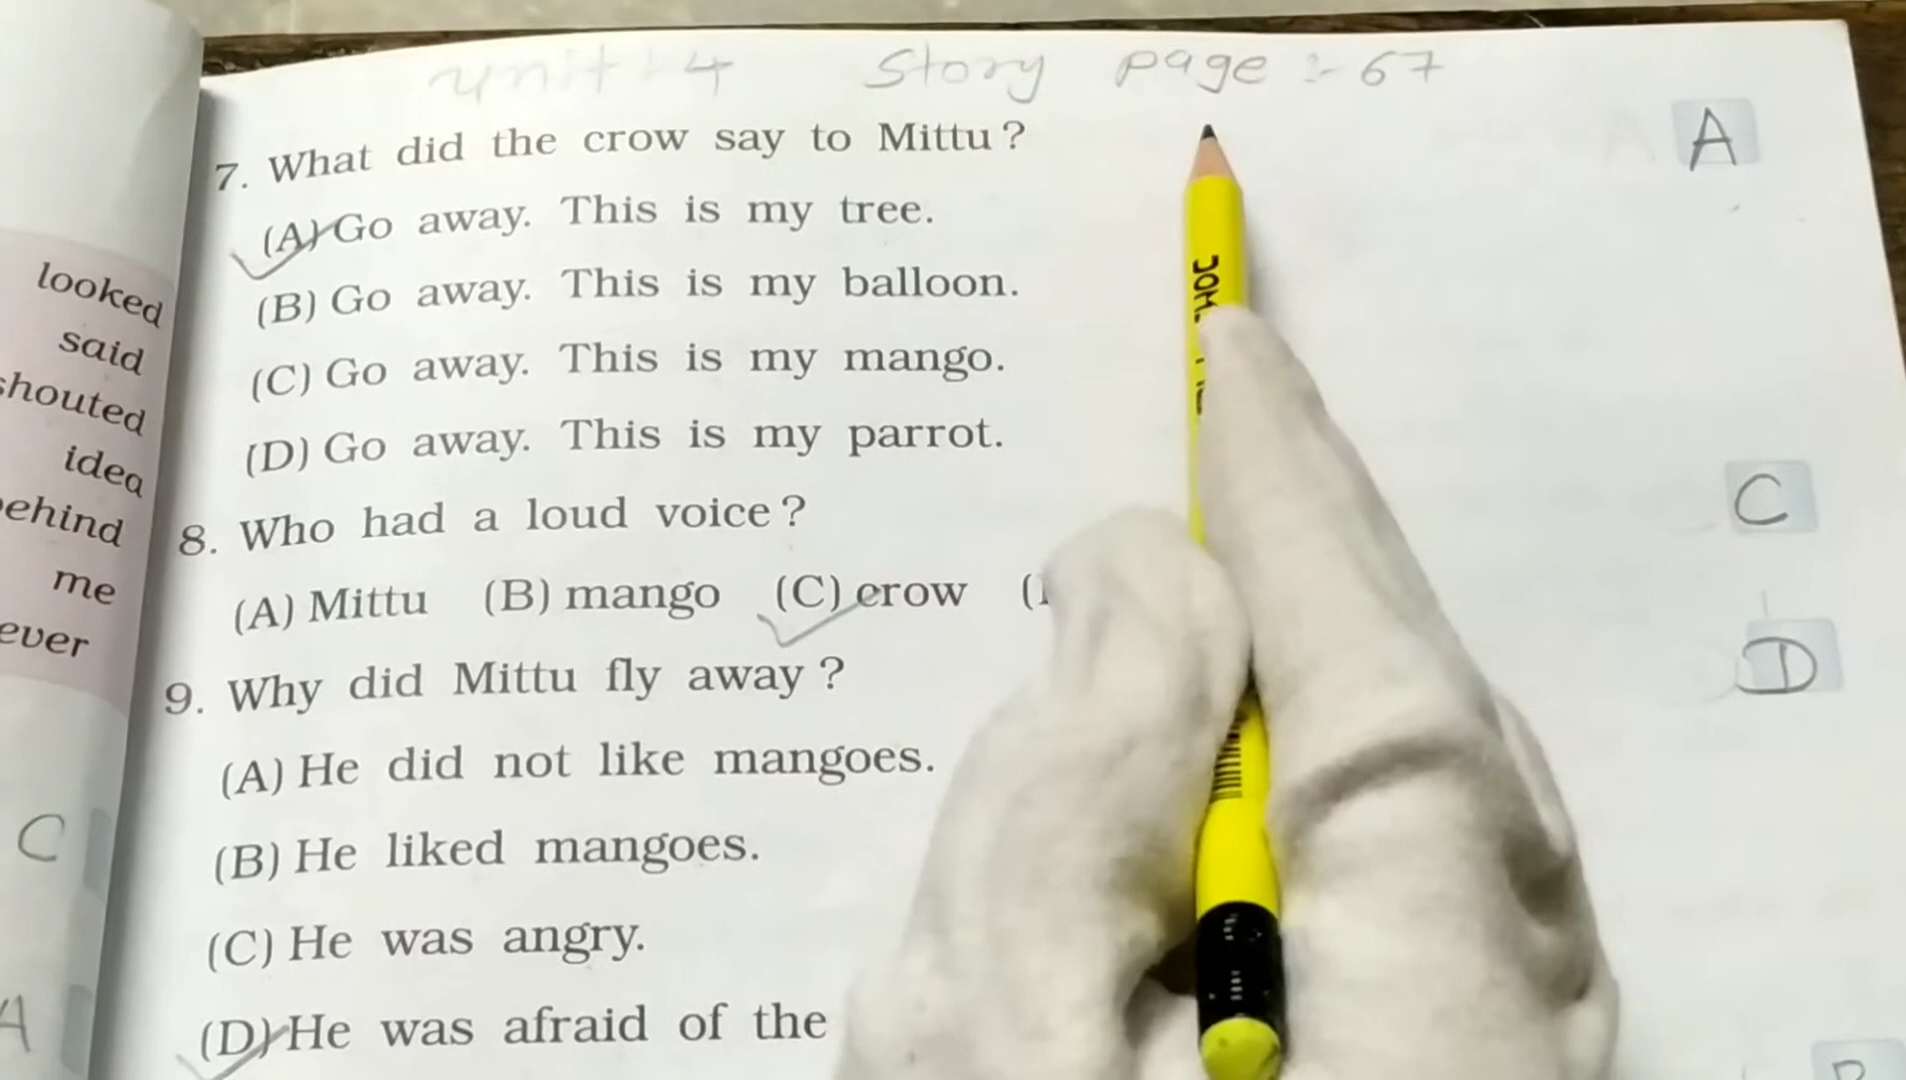 unit : 4 Story page :- 67
7. What did the crow say to Mittu? A
(A) Go away. This is my tree.
(B) Go away. This is my balloon.
(C) Go away. This is my mango.
(D) Go away. This is my parrot.
8. Who had a loud voice? C
(A) Mittu (B) mango (C) crow
9. Why did Mittu fly away? D
(A) He did not like mangoes.
(B) He liked mangoes.
(C) He was angry.
(D) He was afraid of the
looked
said
shouted
idea
me
ever
C
A